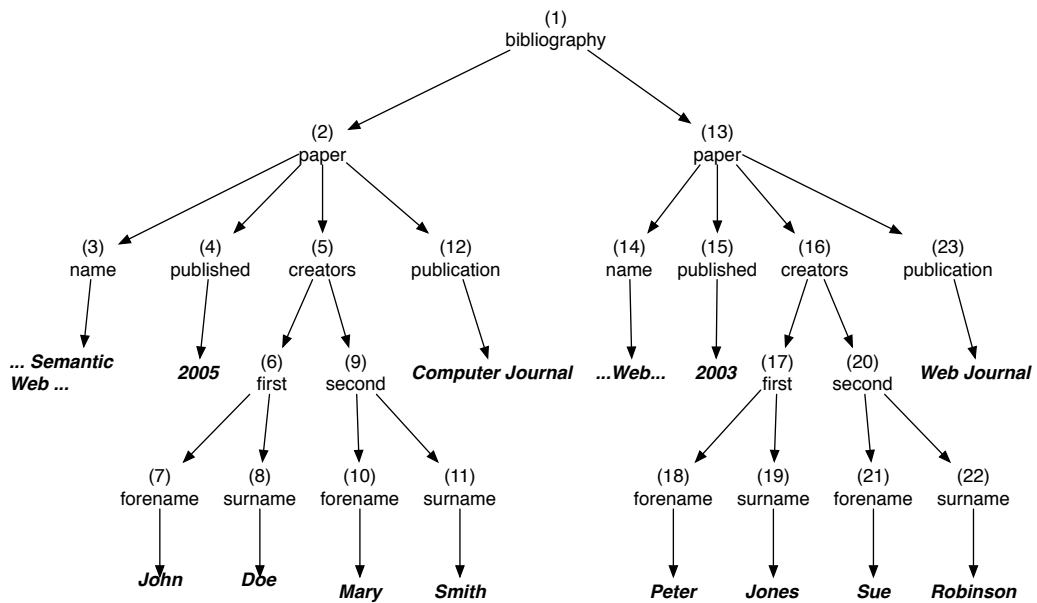 (1)
bibliography
(2)
paper
(13)
paper
(3)
name
(4)
published
(5)
creators
(12)
publication
(14)
name
(15)
published
(16)
creators
(23)
publication
... Semantic
Web ...
2005
(6)
first
(9)
second
Computer Journal
...Web...
2003
(17)
first
(20)
second
Web Journal
(7)
forename
(8)
surname
(10)
forename
(11)
surname
(18)
forename
(19)
surname
(21)
forename
(22)
surname
John
Doe
Mary
Smith
Peter
Jones
Sue
Robinson